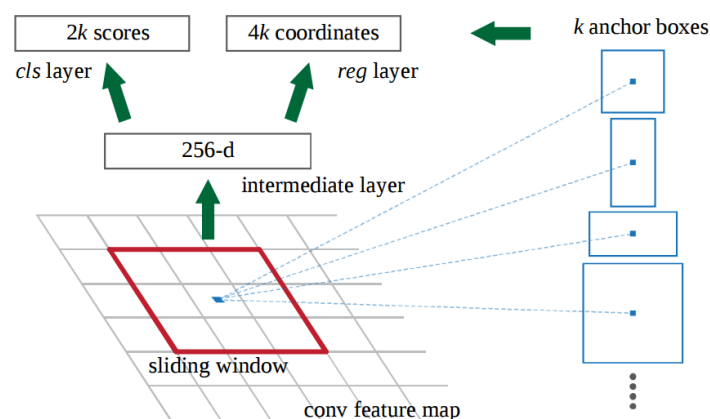 2k scores
4k coordinates
k anchor boxes
cls layer
reg layer
256-d
intermediate layer
sliding window
conv feature map